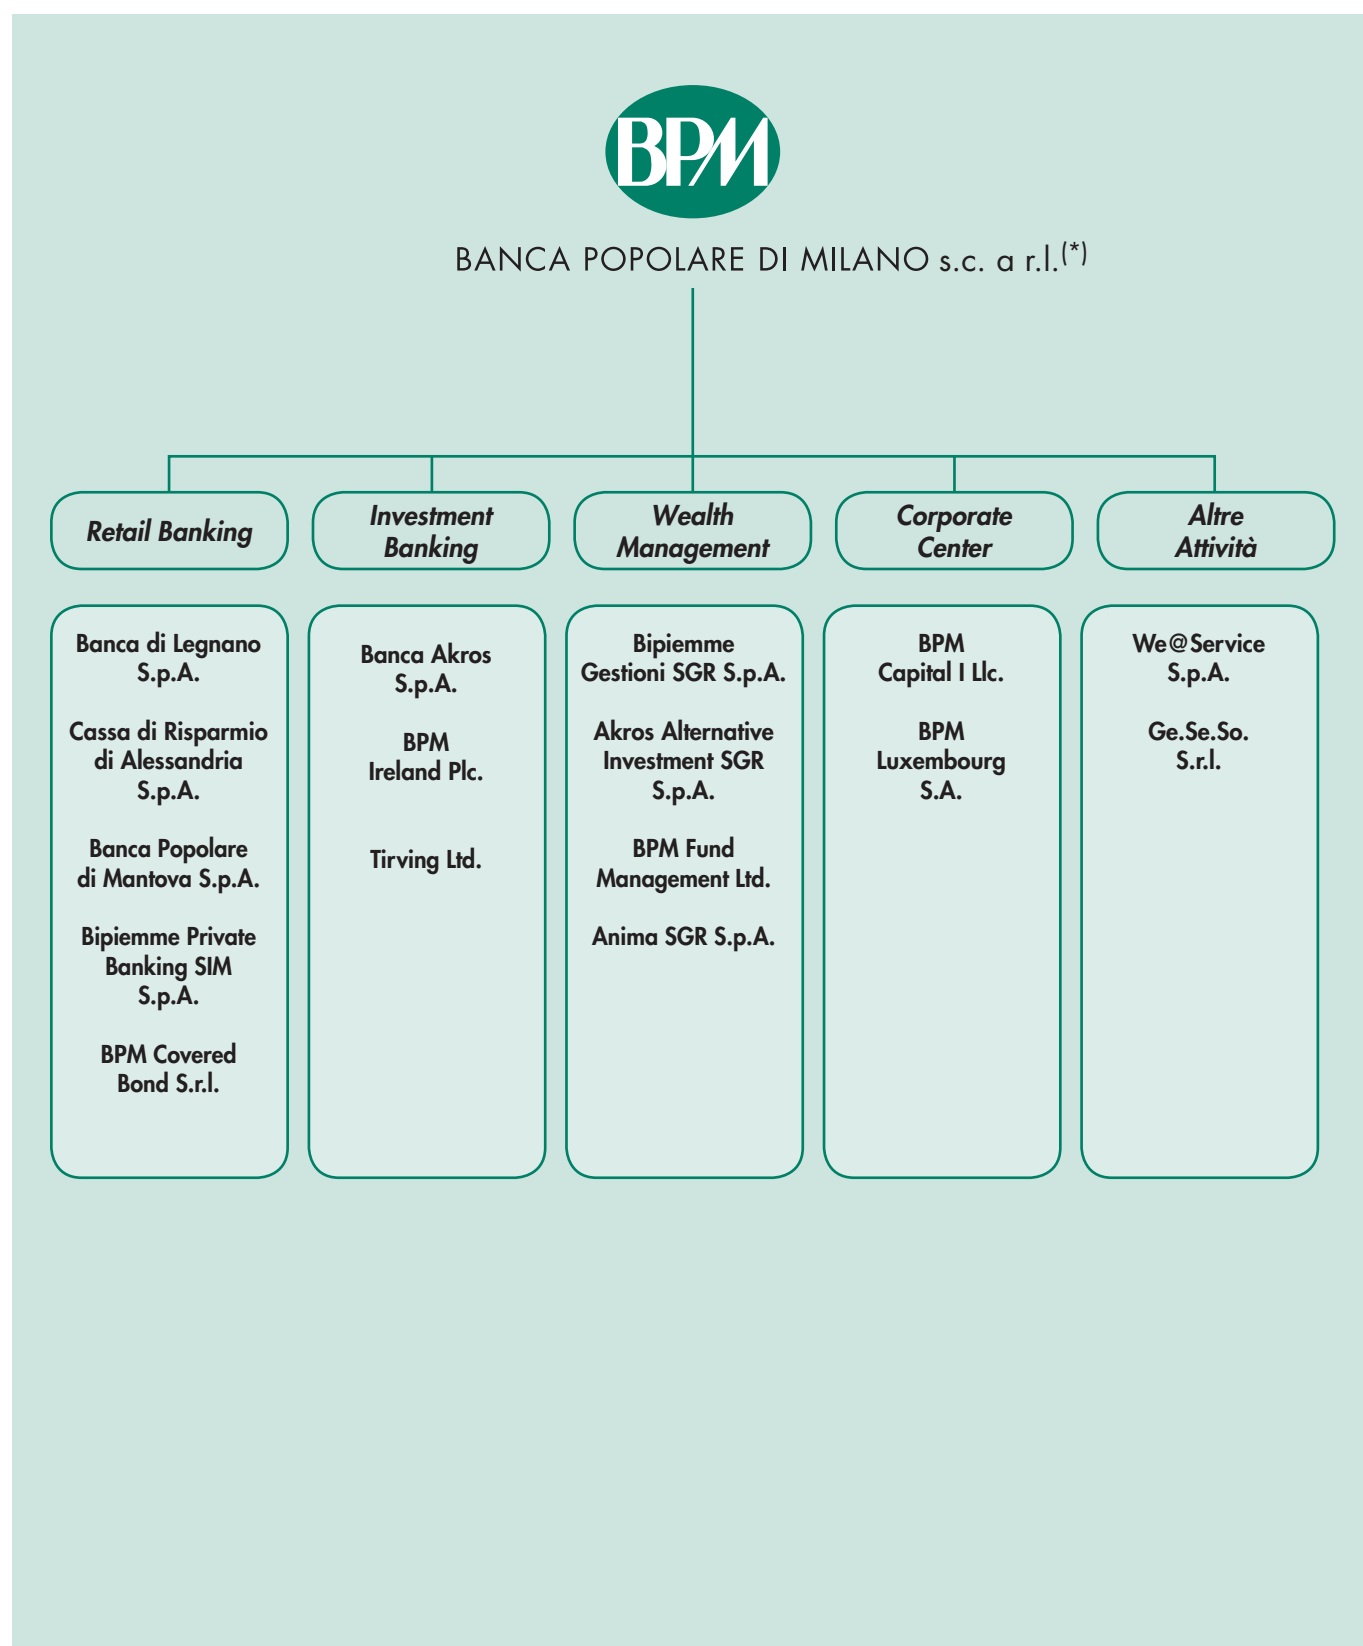 BPM
BANCA POPOLARE DI MILANO s.c. a r.l.(*)
Retail Banking
Banca di Legnano
S.p.A.
Cassa di Risparmio
di Alessandria
S.p.A.
Banca Popolare
di Mantova S.p.A.
Bipiemme Private
Banking SIM
S.p.A.
BPM Covered
Bond S.r.l.
Investment
Banking
Banca Akros
S.p.A.
BPM
Ireland Plc.
Tirving Ltd.
Wealth
Management
Bipiemme
Gestioni SGR S.p.A.
Akros Alternative
Investment SGR
S.p.A.
BPM Fund
Management Ltd.
Anima SGR S.p.A.
Corporate
Center
BPM
Capital I Llc.
BPM
Luxembourg
S.A.
Altre
Attività
We@Service
S.p.A.
Ge.Se.So.
S.r.l.